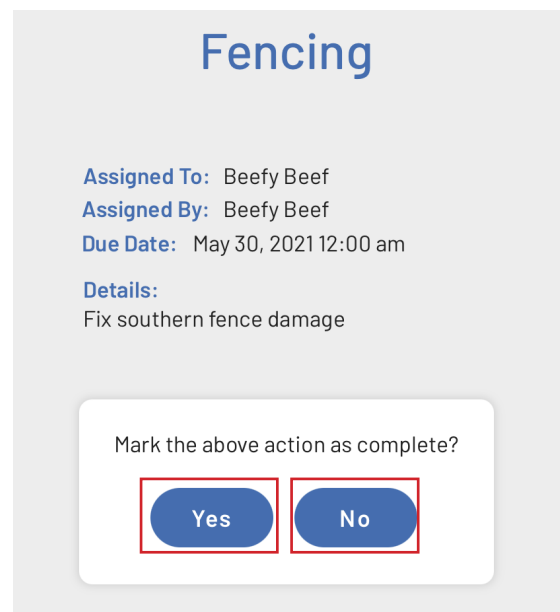 Fencing
Assigned To: Beefy Beef
Assigned By: Beefy Beef
Due Date: May 30, 2021 12:00 am
Details:
Fix southern fence damage
Mark the above action as complete?
Yes No